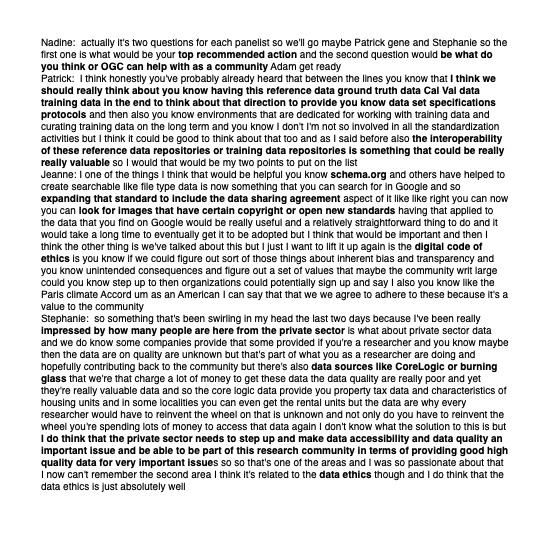 Nadine:  actually it's two questions for each panelist so we'll go maybe Patrick gene and Stephanie so the
first one is what would be your top recommended action and the second question would be what do
you think or OGC can help with as a community Adam get ready
Patrick:  I think honestly you've probably already heard that between the lines you know that I think we
should really think about you know having this reference data ground truth data Cal Val data
training data in the end to think about that direction to provide you know data set specifications
protocols and then also you know environments that are dedicated for working with training data and
curating training data on the long term and you know I don't I'm not so involved in all the standardization
activities but I think it could be good to think about that too and as I said before also the interoperability
of these reference data repositories or training data repositories is something that could be really
really valuable so I would that would be my two points to put on the list
Jeanne: I one of the things I think that would be helpful you know schema.org and others have helped to
create searchable like file type data is now something that you can search for in Google and so
expanding that standard to include the data sharing agreement aspect of it like like right you can now
you can look for images that have certain copyright or open new standards having that applied to
the data that you find on Google would be really useful and a relatively straightforward thing to do and it
would take a long time to eventually get it to be adopted but I think that would be important and then I
think the other thing is we've talked about this but I just I want to lift it up again is the digital code of
ethics is you know if we could figure out sort of those things about inherent bias and transparency and
you know unintended consequences and figure out a set of values that maybe the community writ large
could you know step up to then organizations could potentially sign up and say I also you know like the
Paris climate Accord um as an American I can say that that we we agree to adhere to these because it's a
value to the community
Stephanie:  so something that's been swirling in my head the last two days because I've been really
impressed by how many people are here from the private sector is what about private sector data
and we do know some companies provide that some provided if you're a researcher and you know maybe
then the data are on quality are unknown but that's part of what you as a researcher are doing and
hopefully contributing back to the community but there's also data sources like CoreLogic or burning
glass that we're that charge a lot of money to get these data the data quality are really poor and yet
they're really valuable data and so the core logic data provide you property tax data and characteristics of
housing units and in some localities you can even get the rental units but the data are why every
researcher would have to reinvent the wheel on that is unknown and not only do you have to reinvent the
wheel you're spending lots of money to access that data again I don't know what the solution to this is but
I do think that the private sector needs to step up and make data accessibility and data quality an
important issue and be able to be part of this research community in terms of providing good high
quality data for very important issues so so that's one of the areas and I was so passionate about that
I now can't remember the second area I think it's related to the data ethics though and I do think that the
data ethics is just absolutely well